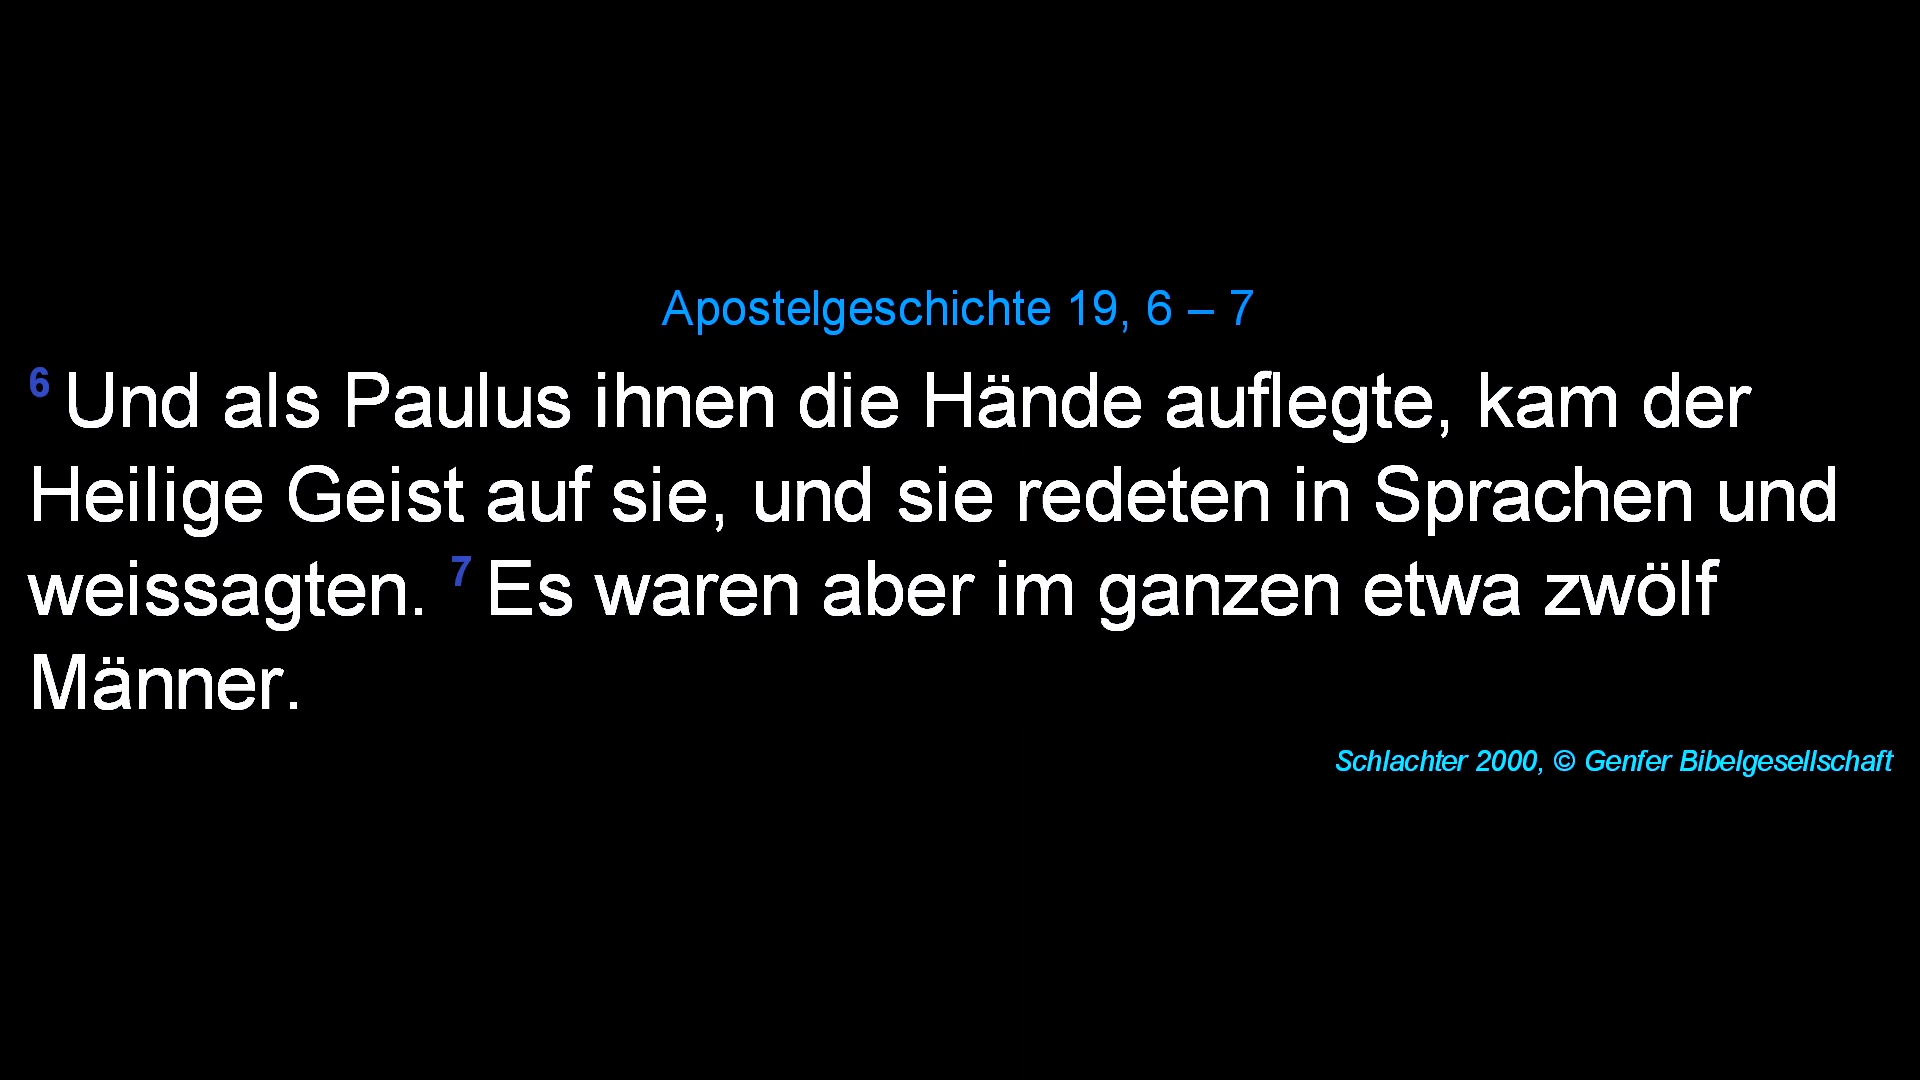 Apostelgeschichte 19, 6 – 7
6 Und als Paulus ihnen die Hände auflegte, kam der
Heilige Geist auf sie, und sie redeten in Sprachen und
weissagten. 7 Es waren aber im ganzen etwa zwölf
Männer.
Schlachter 2000, © Genfer Bibelgesellschaft